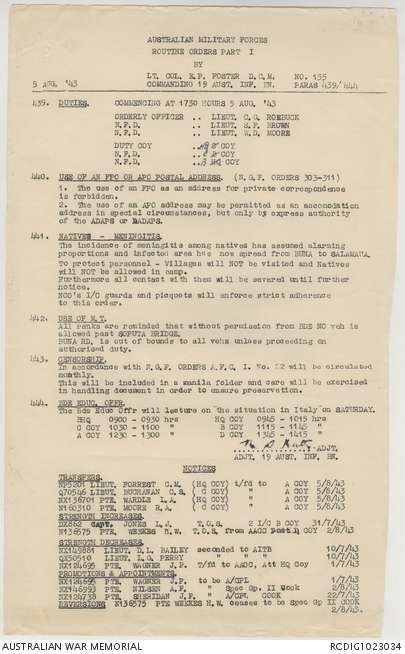 AUSTRALIAN MILITARY FORCES
ROUTINE ORDERS PART I
BY
LT. COL. E.P. FOSTER D.C.M. NO. 155
5 AUG. '43 COMMANDING 19 AUST. INF. BN. PARAS 439/444
439. DUTIES. COMMENCING AT 1730 HOURS 5 AUG. '43
ORDERLY OFFICER .. LIEUT. C.G. ROEBUCK
N.F.D. .. LIEUT. H.F. BROWN
N.F.D. .. LIEUT. W.D. MOORE
DUTY COY COY
N.F.D. COY
N.F.D. HQ COY
440. USE OF AN FPO OR APO POSTAL ADDRESS. (N.G.F. ORDERS 303-311)
1. The use of an FPO as an address for private correspondence
is forbidden.
2. The use of an APO address may be permitted as an accomodation
address in special circumstances, but only by express authority
of the ADAPS or DADAPS.
441. NATIVES - MENINGITIS.
The incidence of meningitis among natives has assumed alarming
proportions and infected area has now spread from BUNA to SALAMAUA.
To protect personnel - Villages will NOT be visited and Natives
will NOT be allowed in camp.
Furthermore all contact with them will be severed until further
notice.
NCO's I/C guards and picquets will enforce strict adherence
to this order.
442. USE OF M.T.
All ranks are reminded that without permission from BDE NO veh is
allowed past SOPUTA BRIDGE.
BUNA RD. is out of bounds to all vehs unless proceeding on
authorised duty.
443. CENSORSHIP.
In accordance with N.G.F. ORDERS A.F.C. I. No. 12 will be circulated
monthly.
This will be included in a manila folder and care will be exercised
in handling document in order to ensure preservation.
444. BDE EDUC. OFFR
The Bde Educ Offr will lecture on the situation in Italy on SATURDAY.
BHQ 0900 - 0930 hrs HQ COY 0945 - 1015 hrs
C COY 1030 - 1100 " B COY 1115 - 1145 "
A COY 1230 - 1300 " D COY 1345 - 1415 "
ADJT.
ADJT. 19 AUST. INF. BN.
NOTICES
TRANSFERS.
NP5201 LIEUT. FORREST C.M. (HQ COY) t/fd to A COY 5/8/43
Q70546 LIEUT. BUCHANAN C.S. ( C COY) " A COY 5/8/43
NX136701 PTE. WARDLE L.A. (HQ COY) " A COY 5/8/43
N160310 PTE. MOORE R.A. ( C COY) " A COY 5/8/43
STRENGTH INCREASES.
DX862 Capt. JONES L.J. T.O.S. 2 I/C B COY 31/7/43
N136575 PTE. WEEKES H.W. T.O.S. from AACC posted D COY 2/8/43
STRENGTH DECREASES.
NX149881 LIEUT. D.L. BAILEY seconded to AITB 10/7/43
QX50510 LIEUT. L.G. PERRY " " " 10/7/43
NX124695 PTE. WAGNER J.P. T/fd to AACC, Att HQ Coy 1/7/43
PROMOTIONS & APPOINTMENTS.
NX124695 PTE. WAGNER J.P. to be A/CPL 1/7/43
NX146993 PTE. NILSEN A.F. " Spec Gp. II Cook 2/8/43
NX124738 PTE. SHERIDAN J.F. " A/CPL COOK 22/7/43
REVERSIONS N136575 PTE WEEKES H.W. ceases to be Spec Gp II COOK
2/8/43
AUSTRALIAN WAR MEMORIAL RCDIG1023034